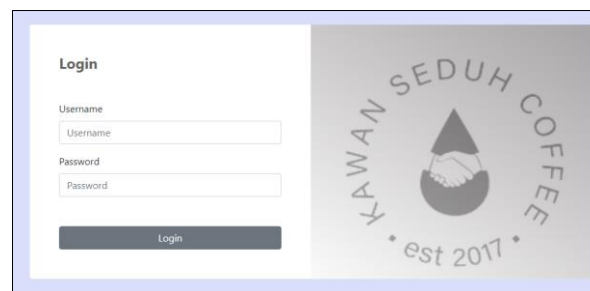 Login
Username
Username
Password
Password
Login
KAWAN SEDUH COFFEE
est 2017